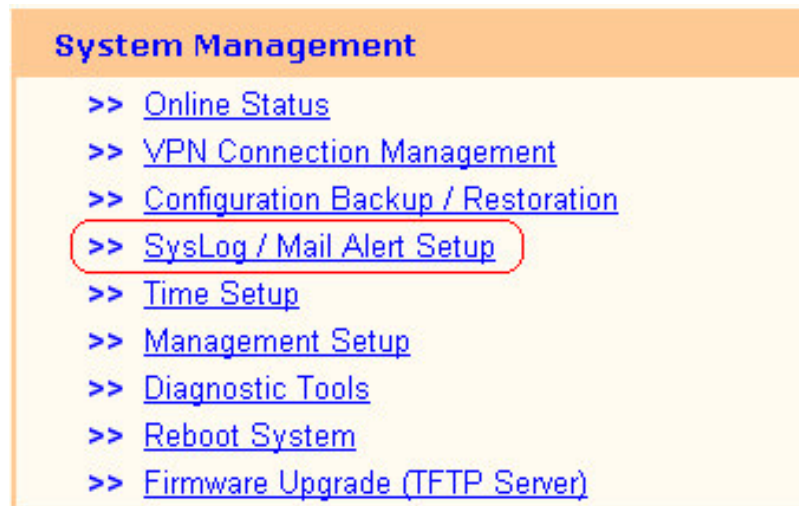 System Management
>> Online Status
>> VPN Connection Management
>> Configuration Backup / Restoration
>> SysLog / Mail Alert Setup
>> Time Setup
>> Management Setup
>> Diagnostic Tools
>> Reboot System
>> Firmware Upgrade (TFTP Server)